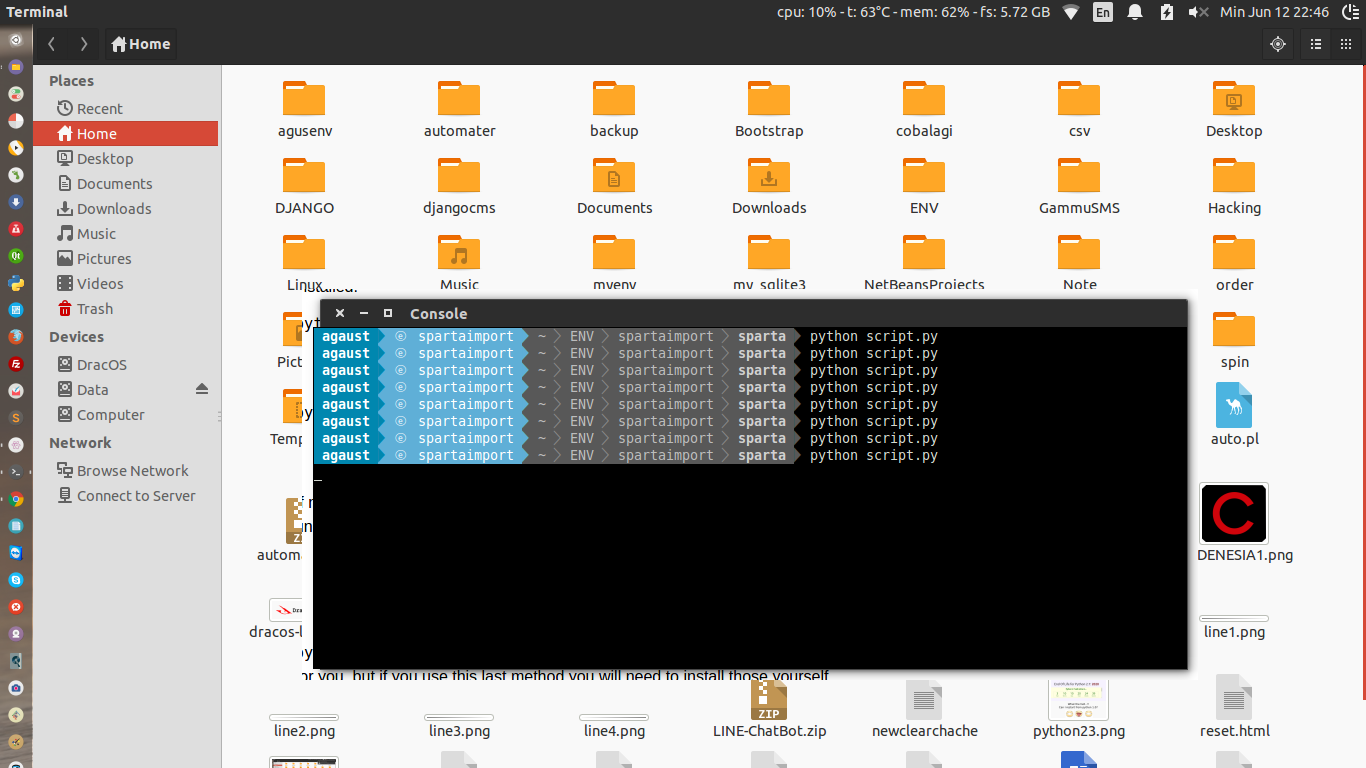 Terminal
cpu: 10% - t: 63°C - mem: 62% - fs: 5.72 GB En Min Jun 12 22:46
Home
Places
Recent
Home
Desktop
Documents
Downloads
Music
Pictures
Videos
Trash
Devices
DracOS
Data
Computer
Network
Browse Network
Connect to Server
agusenv automater backup Bootstrap cobalagi csv Desktop
DJANGO djangocms Documents Downloads ENV GammuSMS Hacking
Linux Music myenv my_sqlite3 NetBeansProjects Note order
installed.
Console
agaust ⓔ spartaimport ~ ENV spartaimport sparta python script.py
agaust ⓔ spartaimport ~ ENV spartaimport sparta python script.py
agaust ⓔ spartaimport ~ ENV spartaimport sparta python script.py
agaust ⓔ spartaimport ~ ENV spartaimport sparta python script.py
agaust ⓔ spartaimport ~ ENV spartaimport sparta python script.py
agaust ⓔ spartaimport ~ ENV spartaimport sparta python script.py
agaust ⓔ spartaimport ~ ENV spartaimport sparta python script.py
agaust ⓔ spartaimport ~ ENV spartaimport sparta python script.py
Pict spin
Temp auto.pl
automa DENESIA1.png
dracos-l line1.png
or you, but if you use this last method you will need to install those yourself
ZIP
line2.png line3.png line4.png LINE-ChatBot.zip newclearchache python23.png reset.html